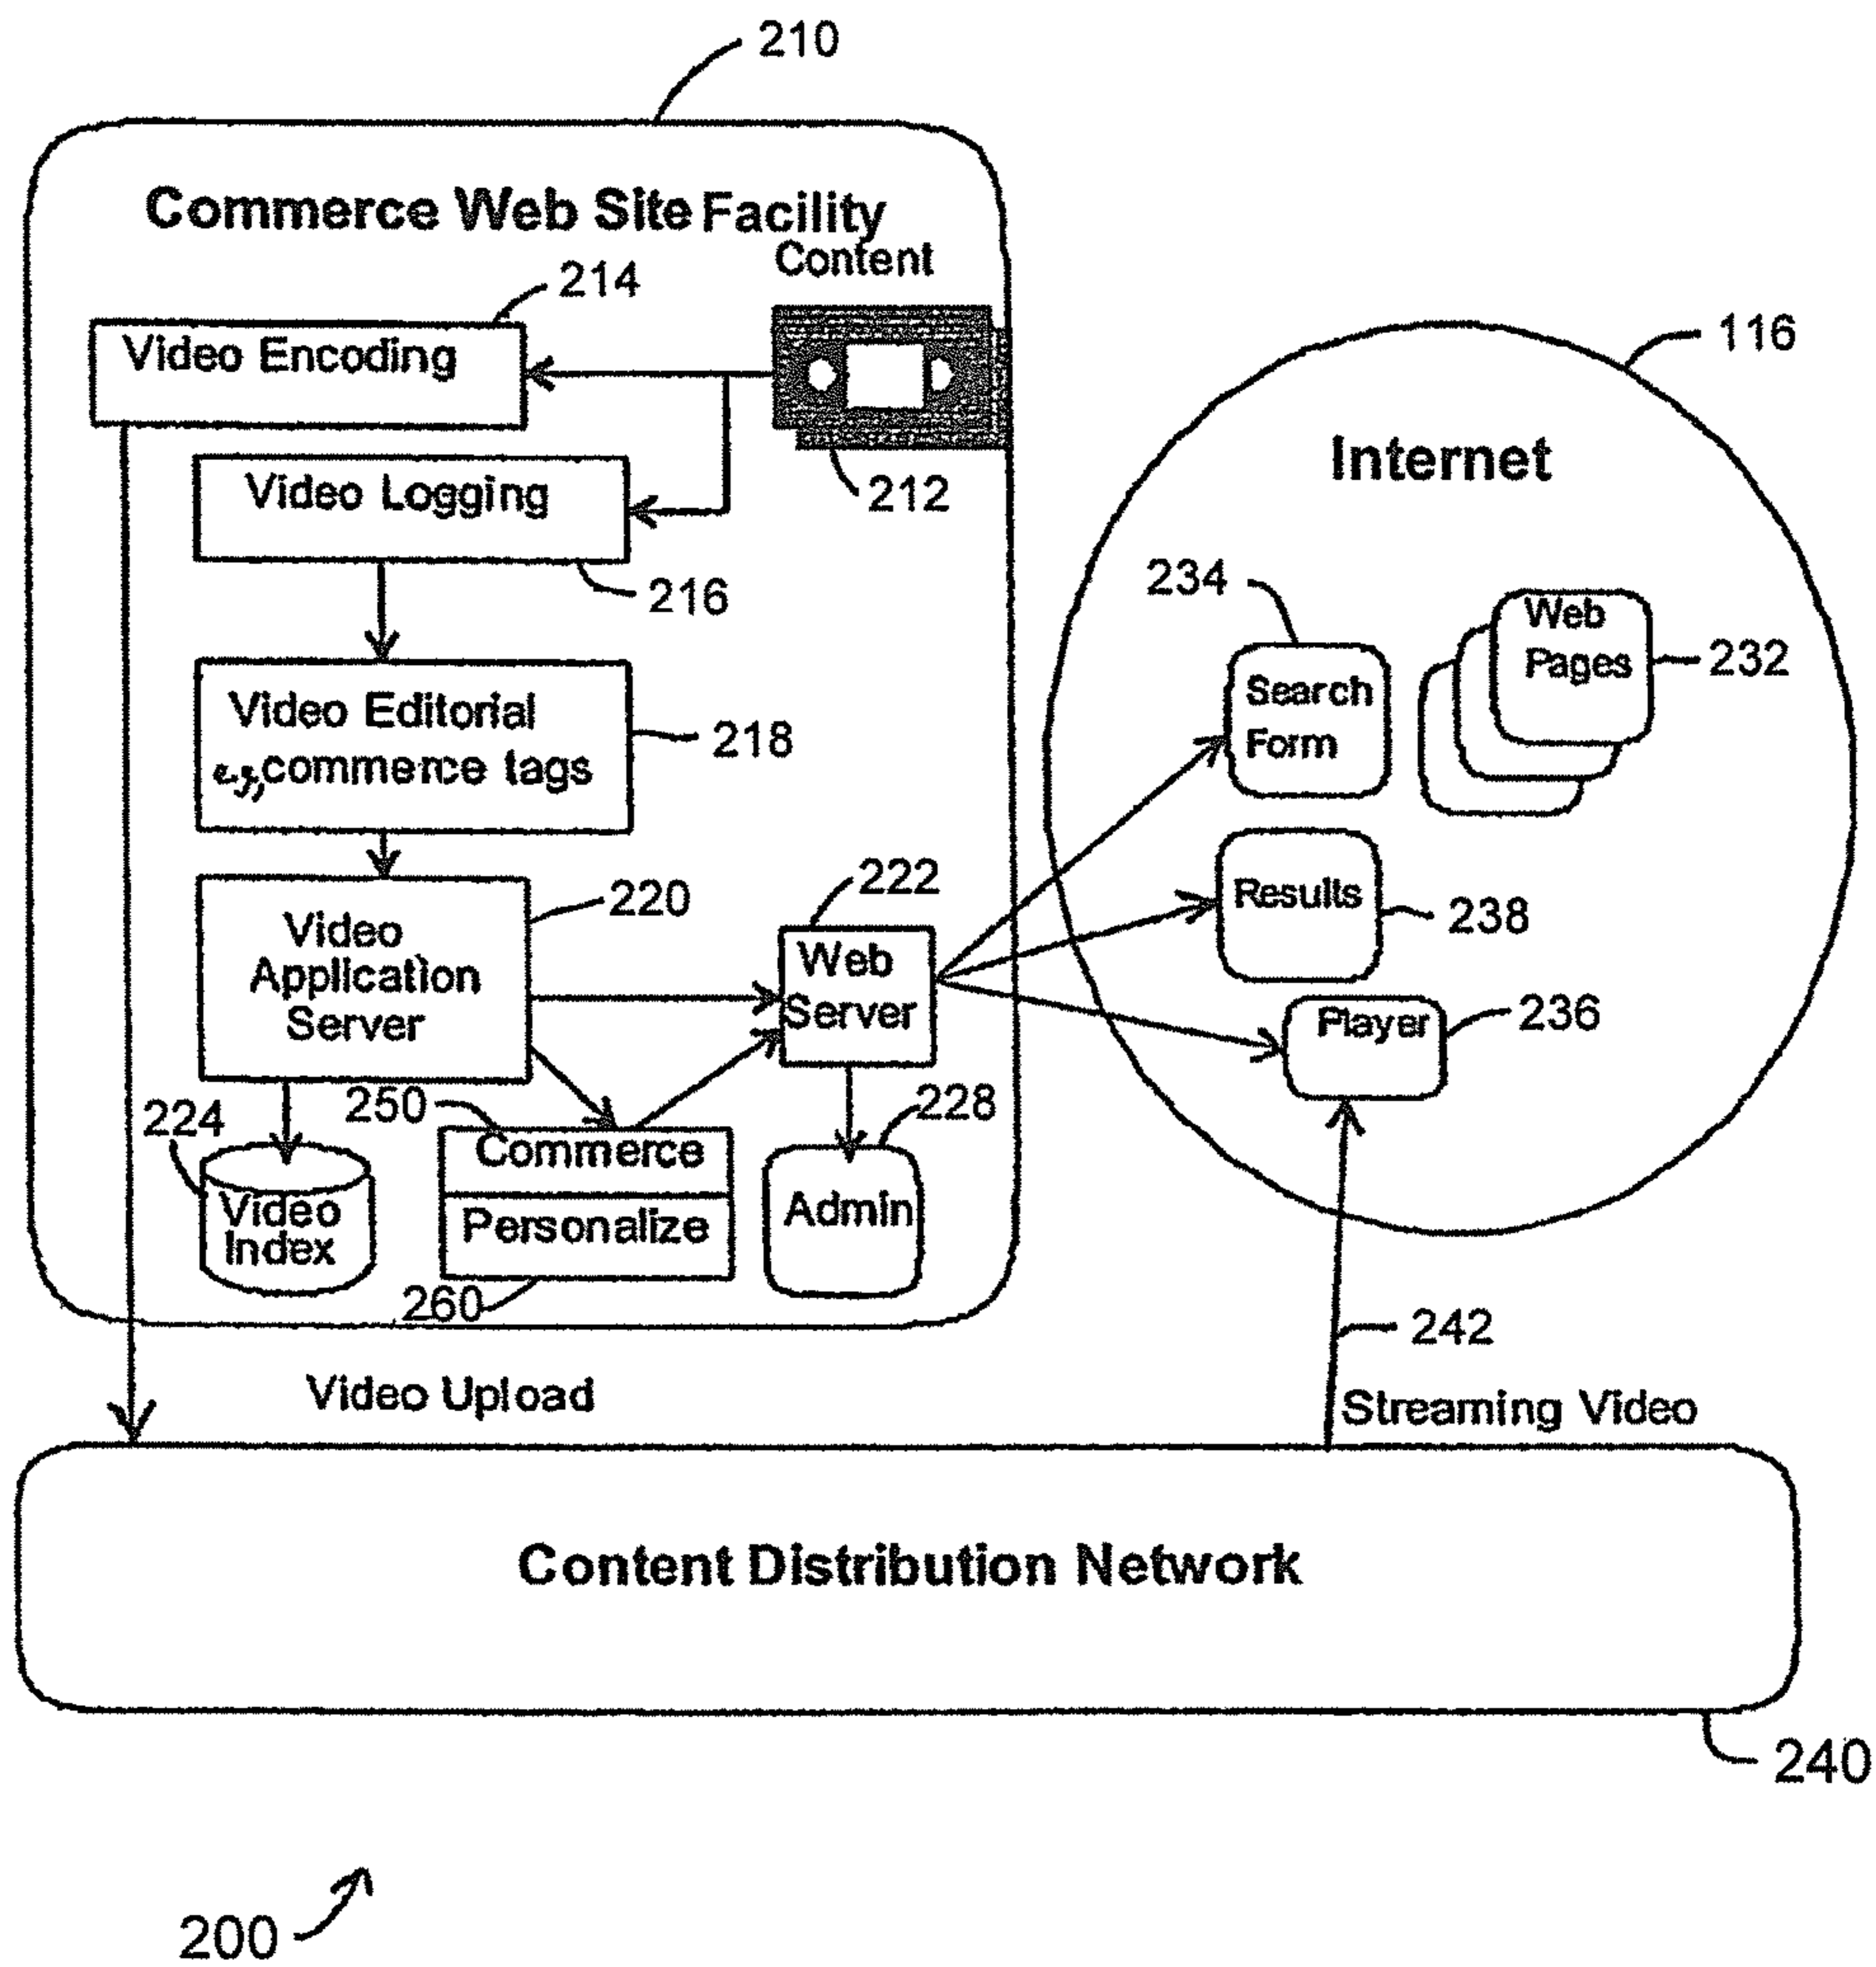 210
Commerce Web Site Facility
Content
214
Video Encoding
116
Internet
212
Video Logging
216
234
Web
Pages
232
Search
Form
Video Editorial
e.g., commerce tags
218
220
222
Results
238
Video
Application
Server
Web
Server
Player
236
250
228
224
Commerce
Video
Index
Personalize
Admin
260
242
Video Upload
Streaming Video
Content Distribution Network
240
200